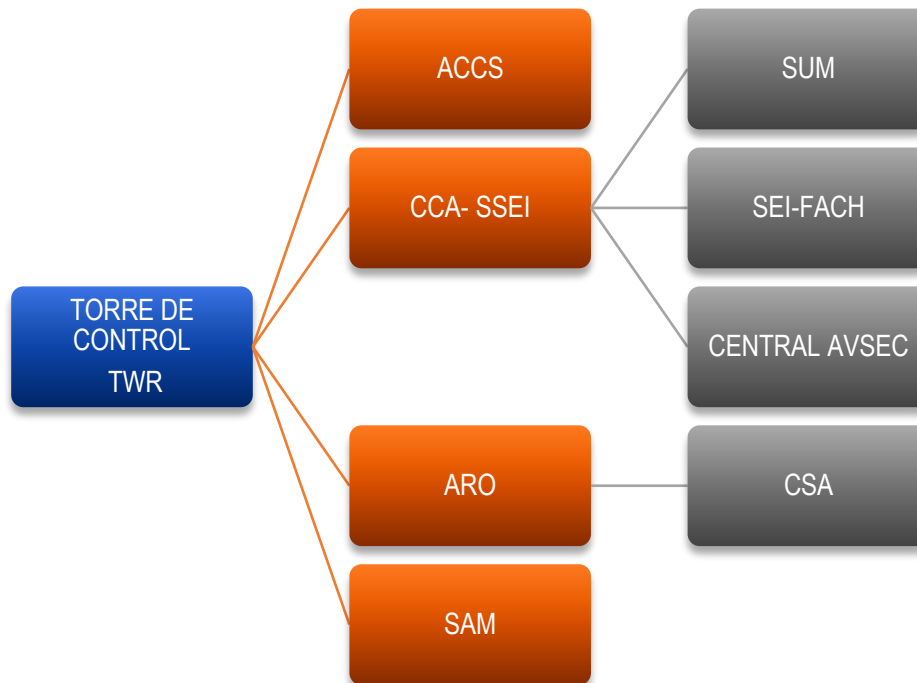 TORRE DE
CONTROL
TWR
ACCS
CCA- SSEI
ARO
SAM
SUM
SEI-FACH
CENTRAL AVSEC
CSA